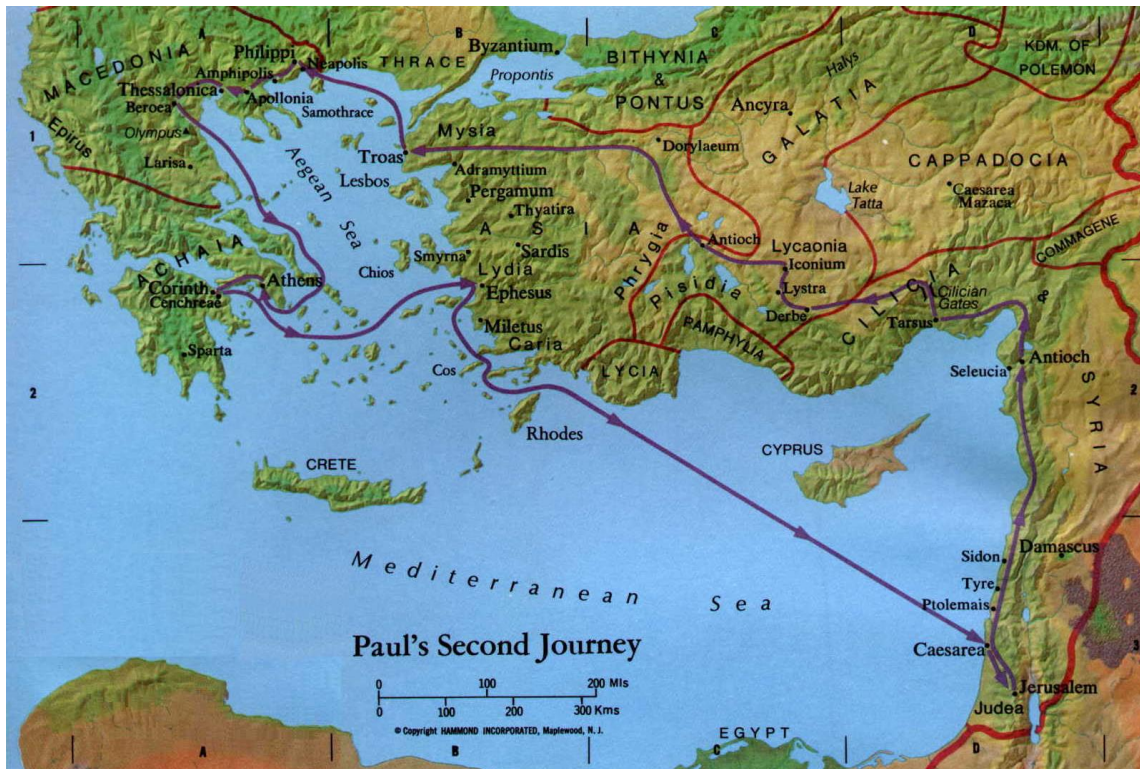 A
B
C
D
MACEDONIA
Philippi
Neapolis
THRACE
Byzantium
BITHYNIA
&
PONTUS
Halys
KDM. OF
POLEMON
Amphipolis
Propontis
Thessalonica
Apollonia
Beroea
Samothrace
Ancyra
GALATIA
1
Epirus
Olympus
Mysia
Dorylaeum
Troas
Larisa
Aegean
Sea
Lesbos
Adramyttium
CAPPADOCIA
Pergamum
Lake
Tatta
Caesarea
Mazaca
Thyatira
ASIA
Phrygia
Antioch
Lycaonia
Iconium
COMMAGENE
ACHAIA
Smyrna
Sardis
Chios
Lydia
Corinth
Athens
Cenchreae
Ephesus
Pisidia
Lystra
Derbe
CILICIA
&
Cilician
Gates
Tarsus
Miletus
Caria
PAMPHYLIA
Sparta
Cos
LYCIA
Seleucia
Antioch
SYRIA
2
2
Rhodes
CRETE
CYPRUS
Mediterranean Sea
Sidon
Damascus
Tyre
Ptolemais
Paul's Second Journey
Caesarea
3
Jerusalem
Judea
0 100 200 Mls
0 100 200 300 Kms
© Copyright HAMMOND INCORPORATED, Maplewood, N. J.
EGYPT
A
B
C
D